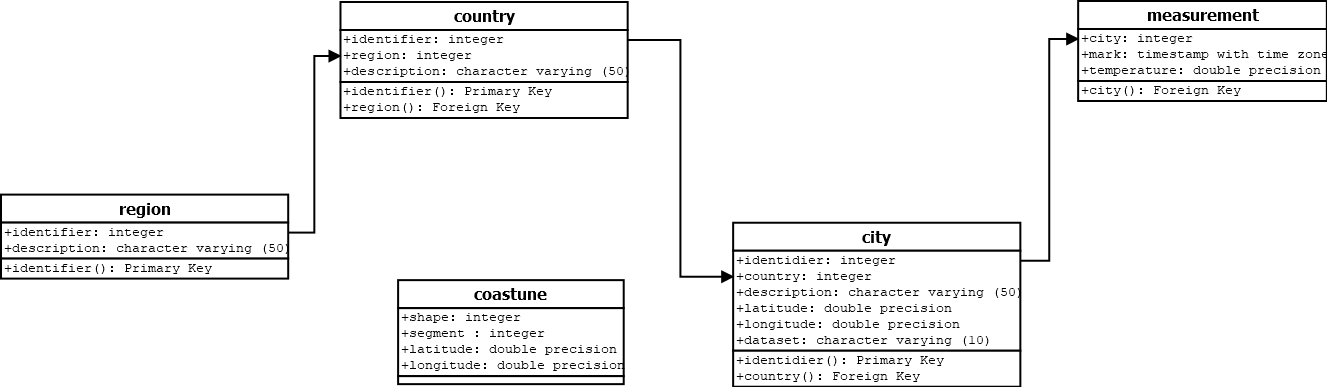 country
+identifier: integer
+region: integer
+description: character varying (50)
+identifier(): Primary Key
+region(): Foreign Key
measurement
+city: integer
+mark: timestamp with time zone
+temperature: double precision
+city(): Foreign Key
region
+identifier: integer
+description: character varying (50)
+identifier(): Primary Key
city
+identidier: integer
+country: integer
+description: character varying (50)
+latitude: double precision
+longitude: double precision
+dataset: character varying (10)
+identidier(): Primary Key
+country(): Foreign Key
coastune
+shape: integer
+segment : integer
+latitude: double precision
+longitude: double precision